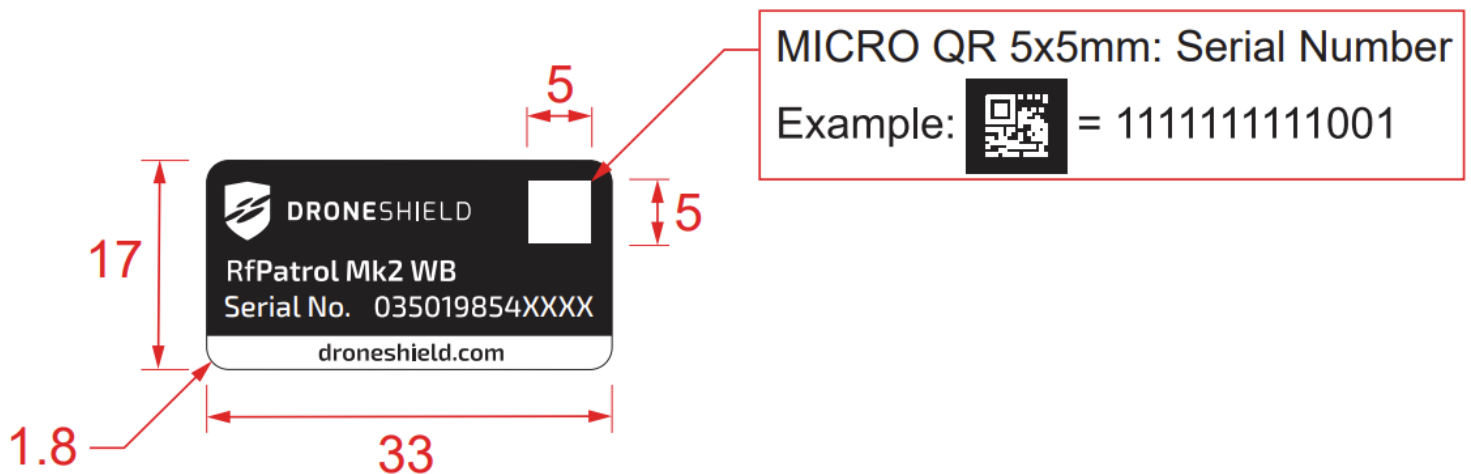 MICRO QR 5x5mm: Serial Number
Example: = 1111111111001
5
5
17
DRONESHIELD
RfPatrol Mk2 WB
Serial No. 035019854XXXX
droneshield.com
1.8
33